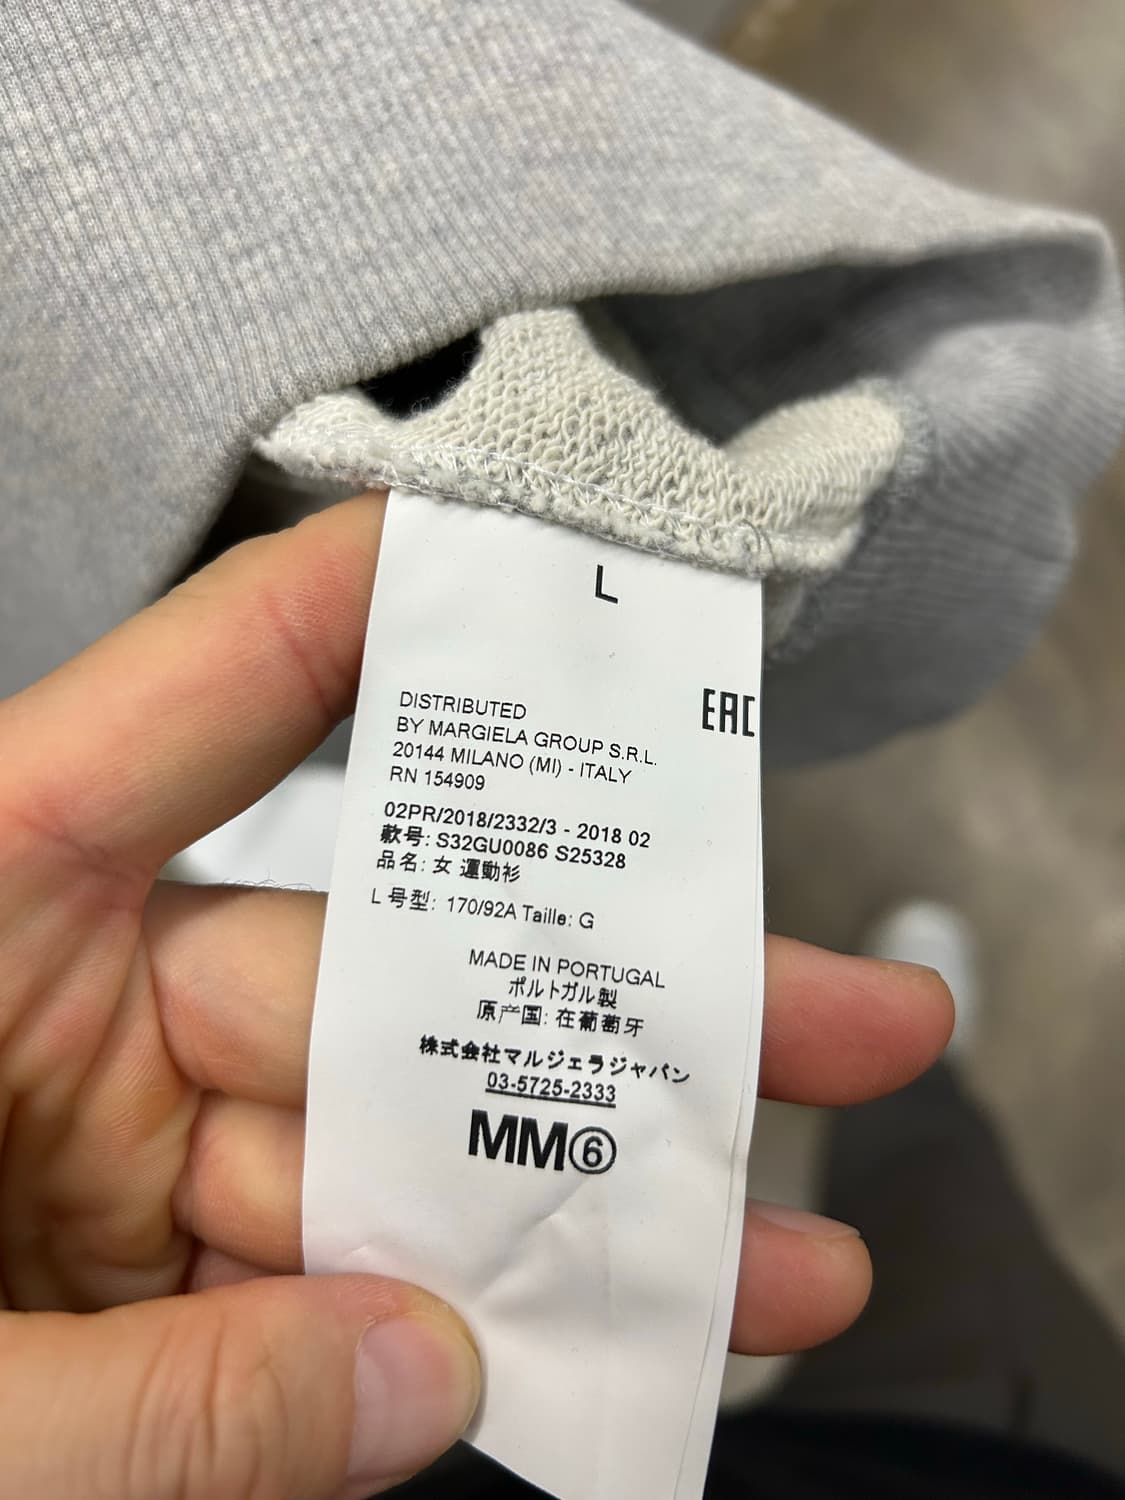 L
EAC
DISTRIBUTED
BY MARGIELA GROUP S.R.L.
20144 MILANO (MI) - ITALY
RN 154909
02PR/2018/2332/3 - 2018 02
款号: S32GU0086 S25328
品名: 女 運動衫
L 号型: 170/92A Taille: G
MADE IN PORTUGAL
ポルトガル製
原产国: 在葡萄牙
株式会社マルジェラジャパン
03-5725-2333
MM⑥